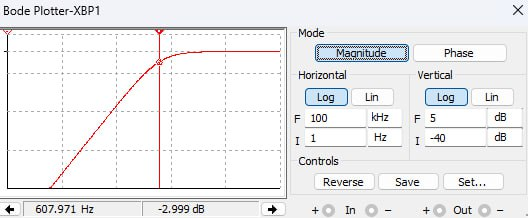 Bode Plotter-XBP1
Mode
Magnitude Phase
Horizontal Vertical
Log Lin Log Lin
F 100 kHz F 5 dB
I 1 Hz I -40 dB
Controls
Reverse Save Set...
607.971 Hz -2.999 dB + In − + Out −